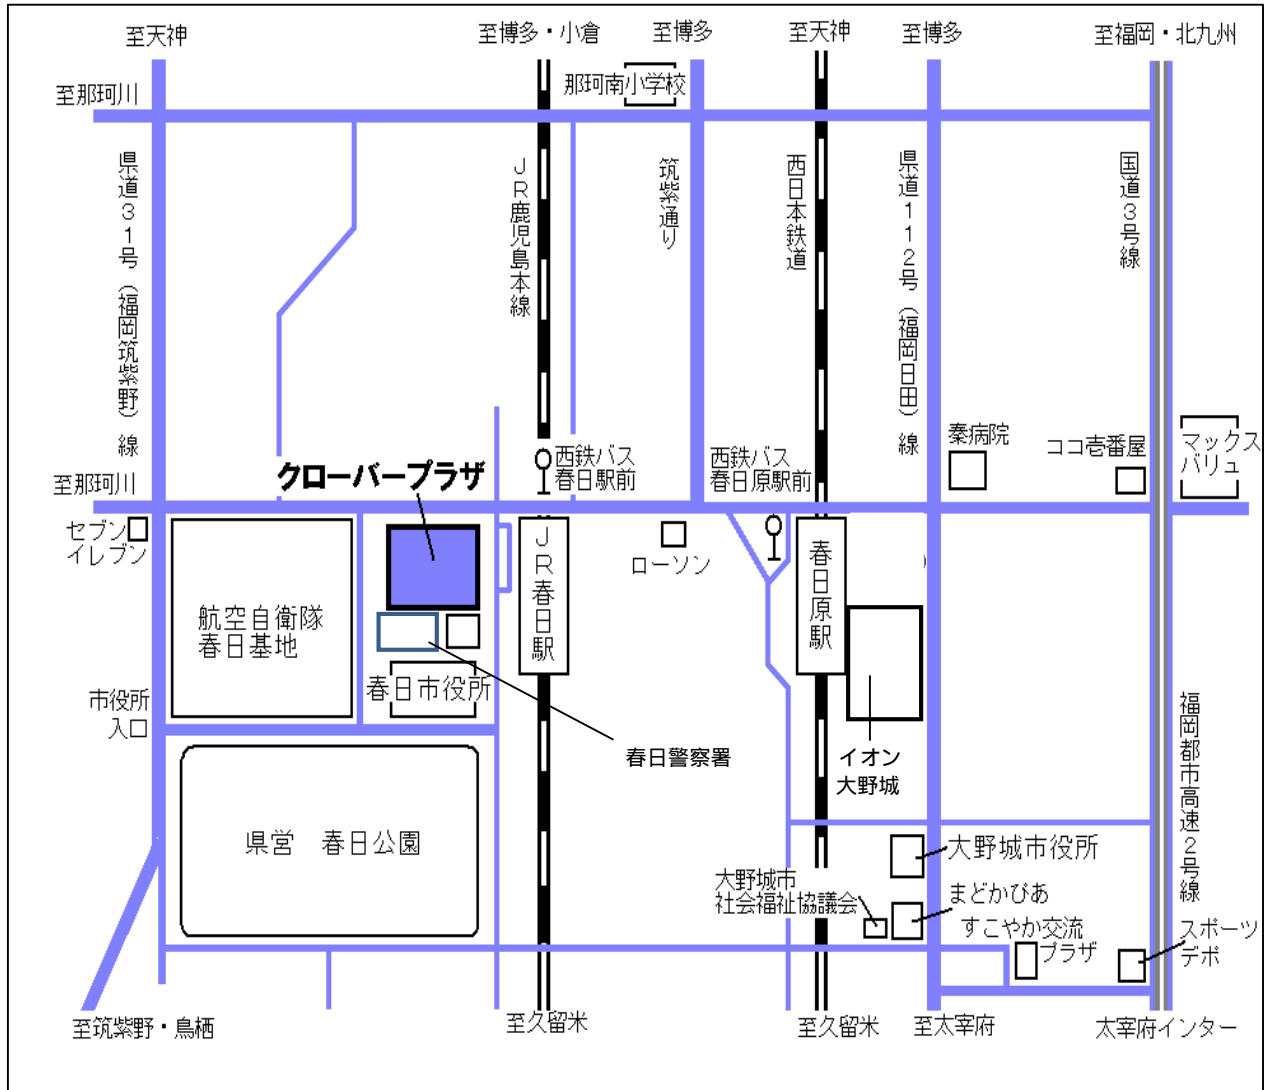 至天神
至博多・小倉
至博多
至天神
至博多
至福岡・北九州
至那珂川
那珂南小学校
県道31号(福岡筑紫野)線
JR鹿児島本線
筑紫通り
西日本鉄道
県道112号(福岡日田)線
国道3号線
秦病院
ココ壱番屋
マックス
バリュ
西鉄バス
春日駅前
西鉄バス
春日原駅前
至那珂川
クローバープラザ
セブン
イレブン
航空自衛隊
春日基地
JR春日駅
ローソン
春日原駅
春日市役所
市役所
入口
春日警察署
イオン
大野城
福岡都市高速2号線
県営 春日公園
大野城市役所
大野城市
社会福祉協議会
まどかぴあ
すこやか交流
プラザ
スポーツ
デポ
至筑紫野・鳥栖
至久留米
至久留米
至太宰府
太宰府インター